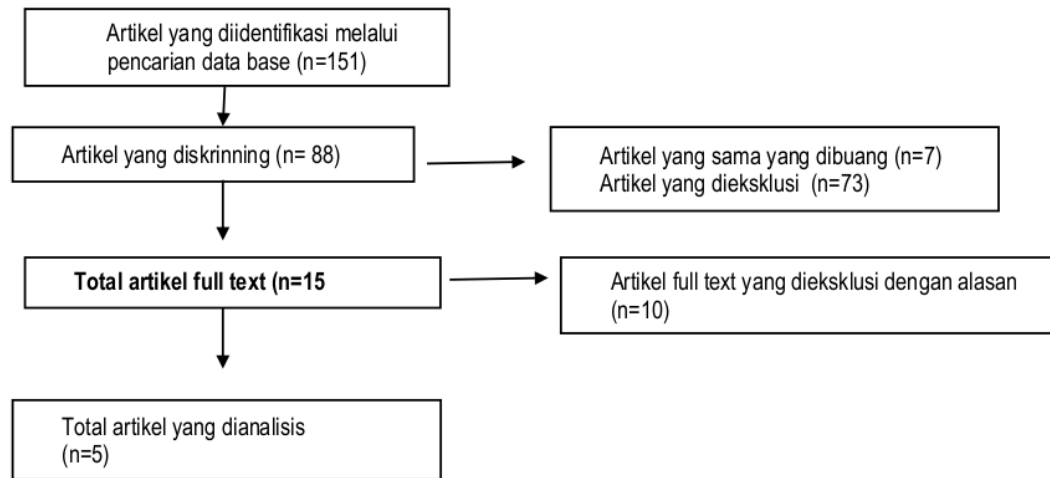 Artikel yang diidentifikasi melalui
pencarian data base (n=151)
Artikel yang diskrinning (n= 88)
Artikel yang sama yang dibuang (n=7)
Artikel yang dieksklusi (n=73)
Total artikel full text (n=15
Artikel full text yang dieksklusi dengan alasan
(n=10)
Total artikel yang dianalisis
(n=5)